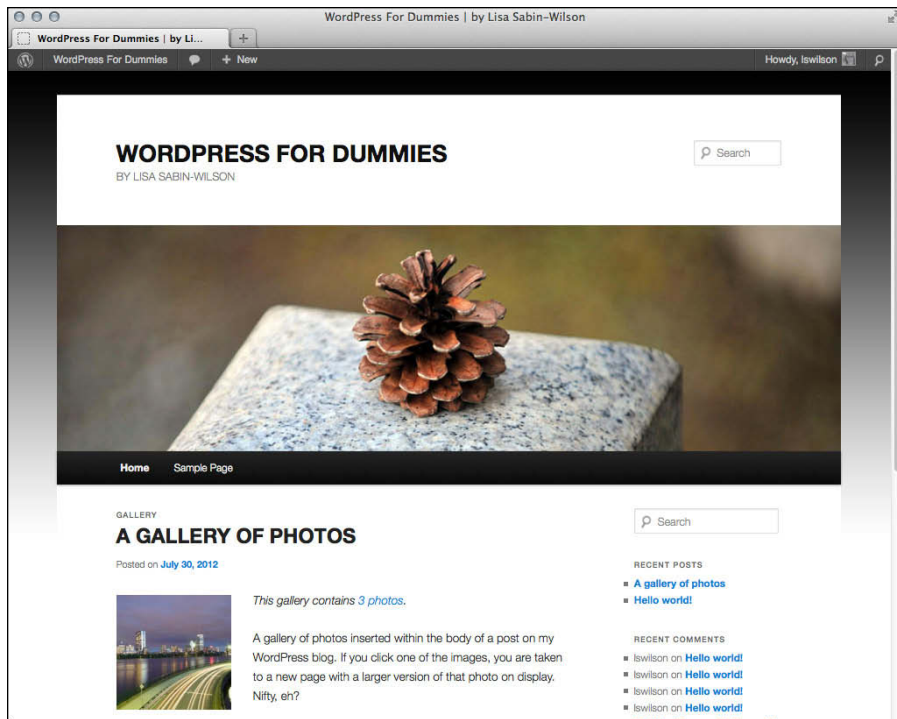 WordPress For Dummies | by Lisa Sabin-Wilson
WordPress For Dummies | by Li...
WordPress For Dummies
+ New
Howdy, lswilson
WORDPRESS FOR DUMMIES
BY LISA SABIN-WILSON
Search
Home
Sample Page
GALLERY
A GALLERY OF PHOTOS
Posted on July 30, 2012
This gallery contains 3 photos.
A gallery of photos inserted within the body of a post on my
WordPress blog. If you click one of the images, you are taken
to a new page with a larger version of that photo on display.
Nifty, eh?
Search
RECENT POSTS
A gallery of photos
Hello world!
RECENT COMMENTS
lswilson on Hello world!
lswilson on Hello world!
lswilson on Hello world!
lswilson on Hello world!